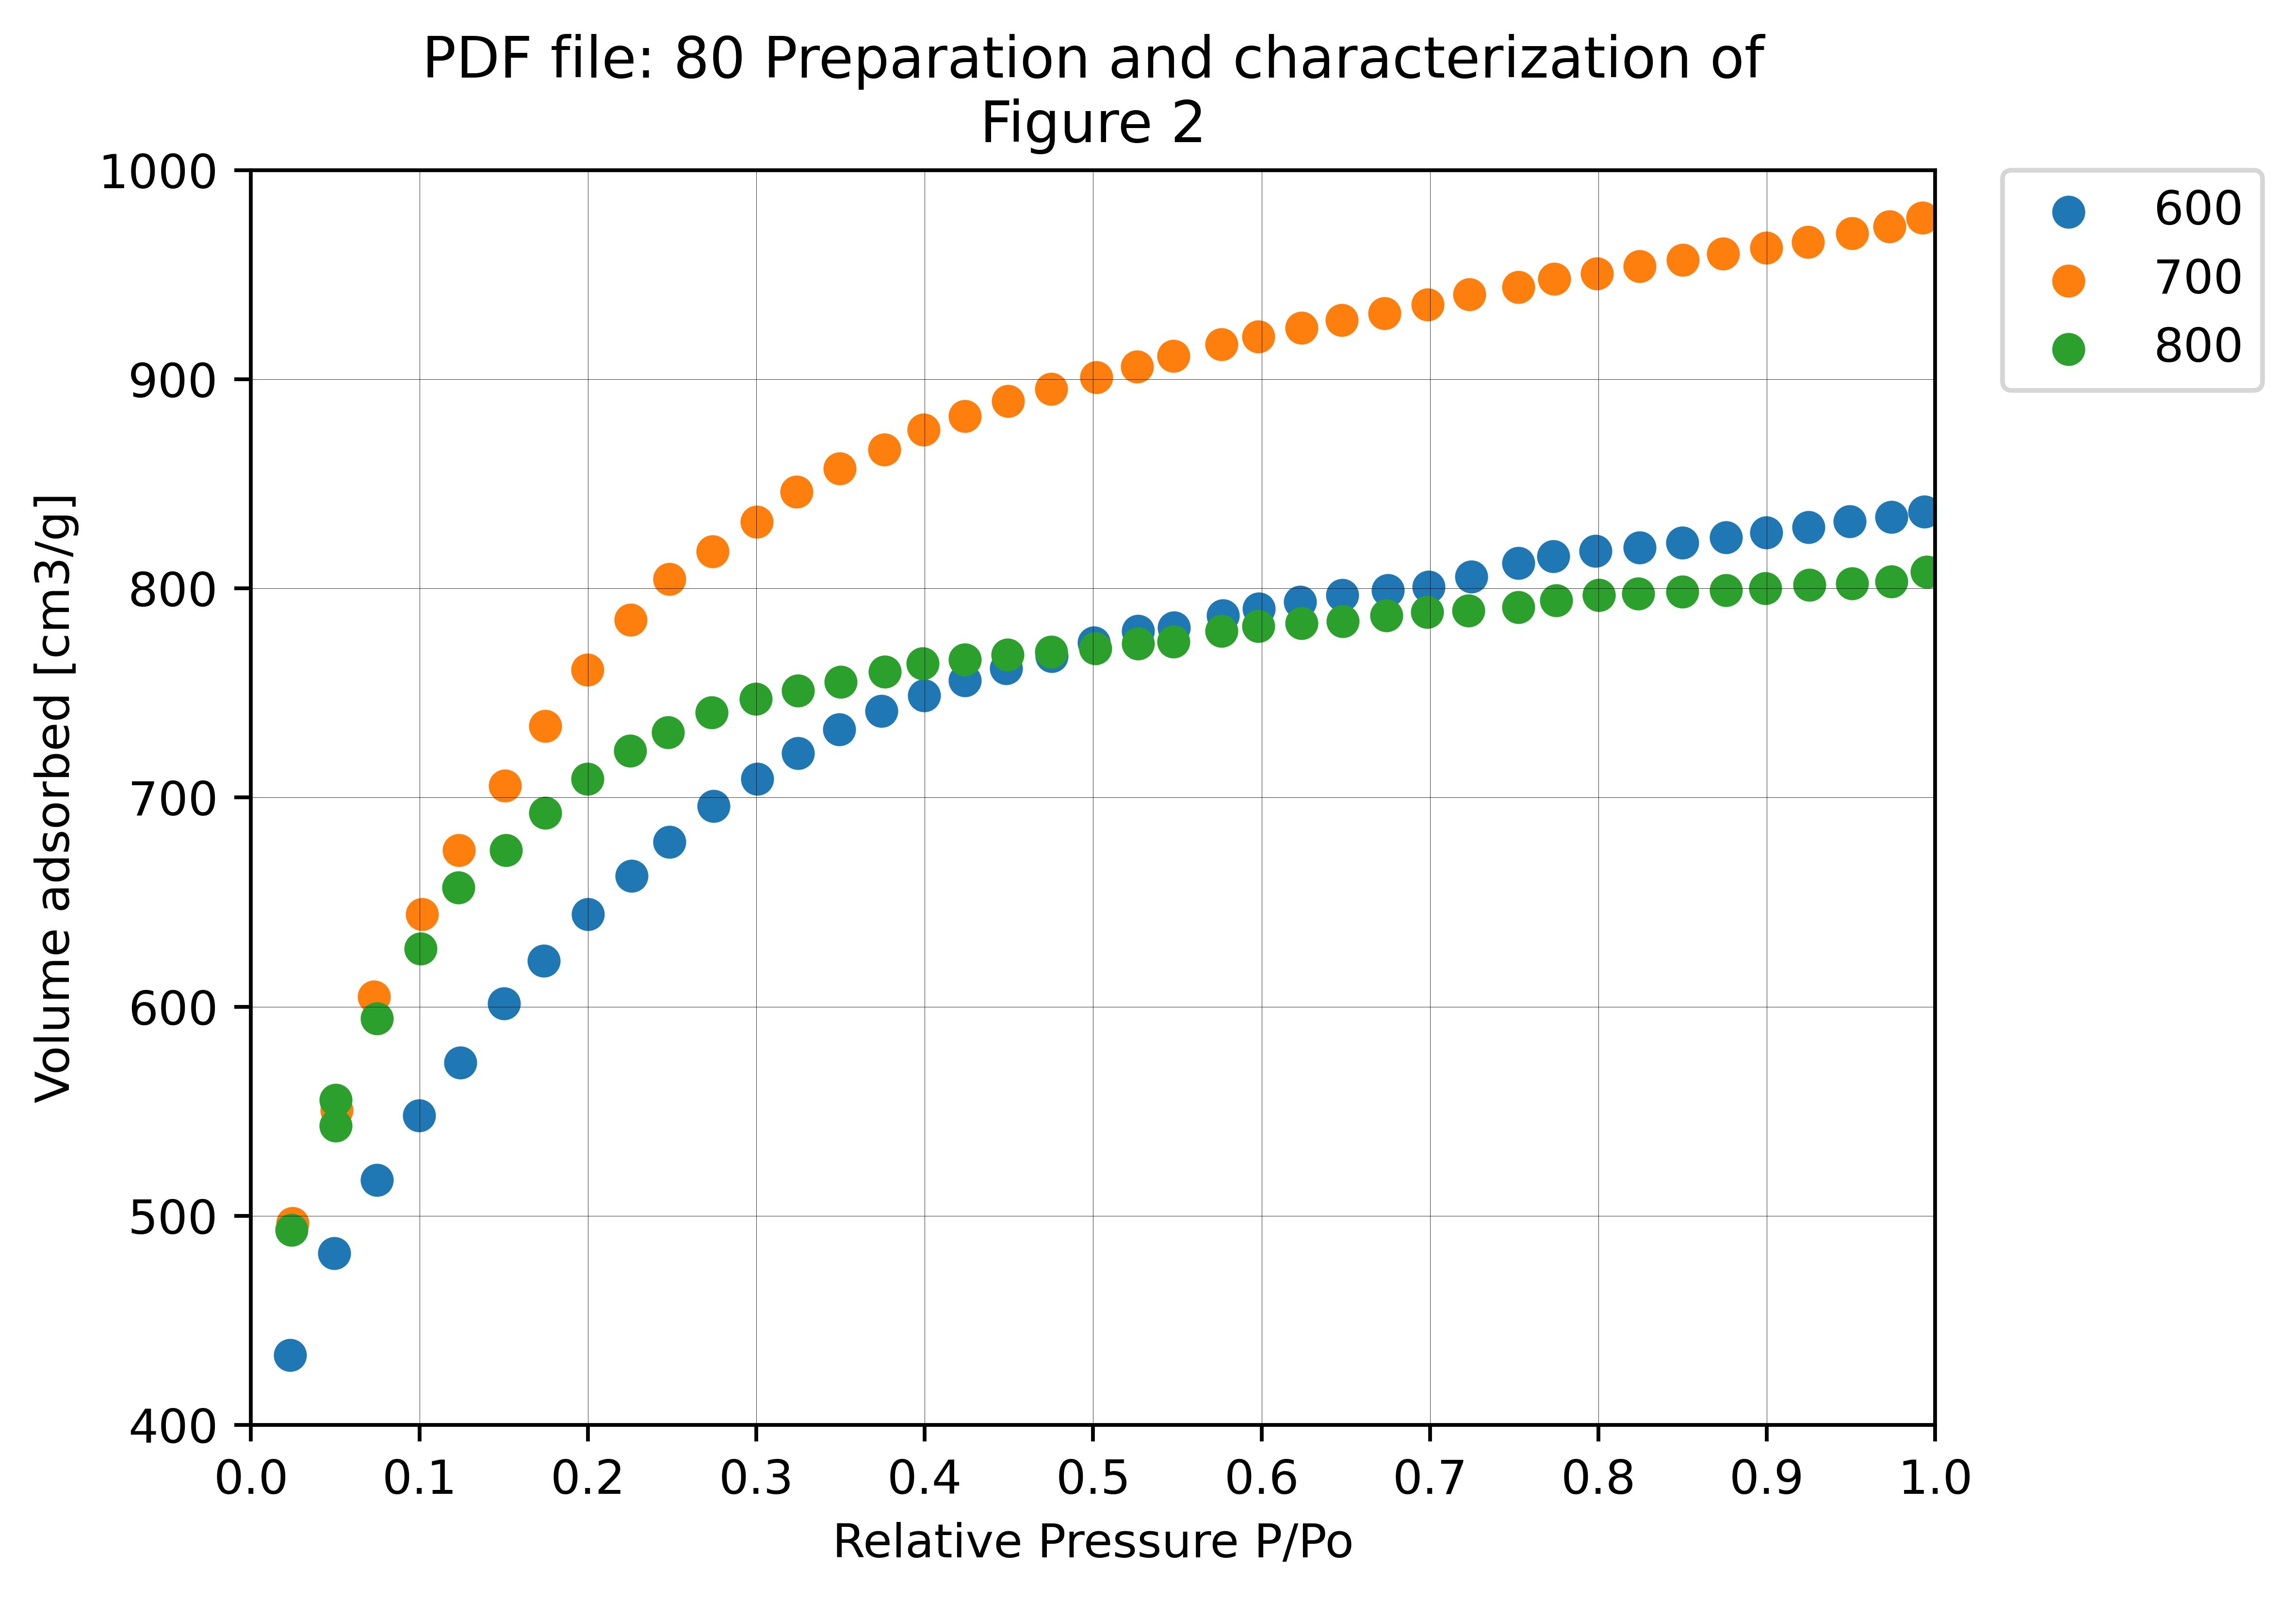 PDF file: 80 Preparation and characterization of
Figure 2
1000
900
800
700
600
500
400
Volume adsorbed [cm3/g]
0.0 0.1 0.2 0.3 0.4 0.5 0.6 0.7 0.8 0.9 1.0
Relative Pressure P/Po
600
700
800